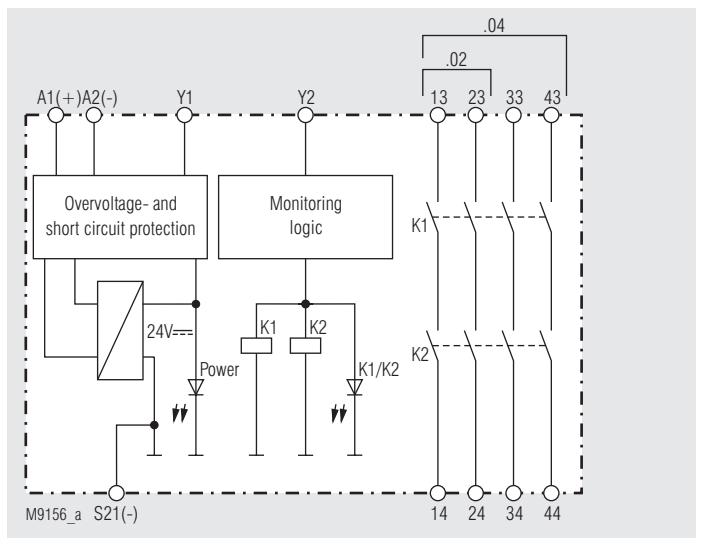 .04
.02
A1(+) A2(-) Y1 Y2 13 23 33 43
Overvoltage- and
short circuit protection
Monitoring
logic
K1
24V
K1 K2
K2
Power
K1/K2
M9156_a S21(-) 14 24 34 44